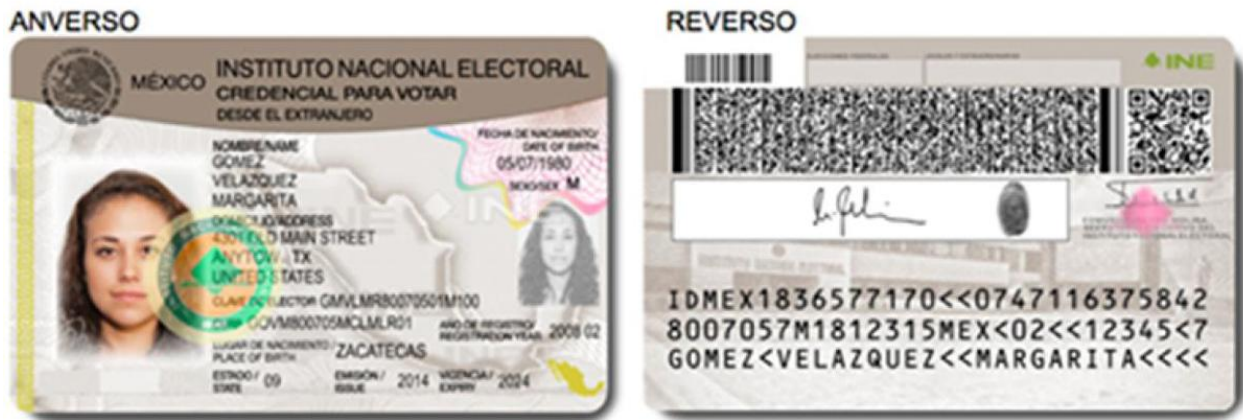 ANVERSO
MÉXICO
INSTITUTO NACIONAL ELECTORAL
CREDENCIAL PARA VOTAR
DESDE EL EXTRANJERO
NOMBRE/NAME
GOMEZ
VELAZQUEZ
MARGARITA
FECHA DE NACIMIENTO/
DATE OF BIRTH
05/07/1980
SEXO/SEX M
DOMICILIO/ADDRESS
4301 OLD MAIN STREET
ANYTOWN, TX
UNITED STATES
CLAVE DE ELECTOR GMVLMR80070501M100
CURP GOVM800705MCLMLR01
AÑO DE REGISTRO/
REGISTRATION YEAR 2008 02
LUGAR DE NACIMIENTO/
PLACE OF BIRTH ZACATECAS
ESTADO/
STATE 09
EMISIÓN/
ISSUE 2014
VIGENCIA/
EXPIRY 2024
REVERSO
INE
INSTITUTO NACIONAL ELECTORAL
IDMEX1836577170<<0747116375842
8007057M1812315MEX<02<<12345<7
GOMEZ<VELAZQUEZ<<MARGARITA<<<<